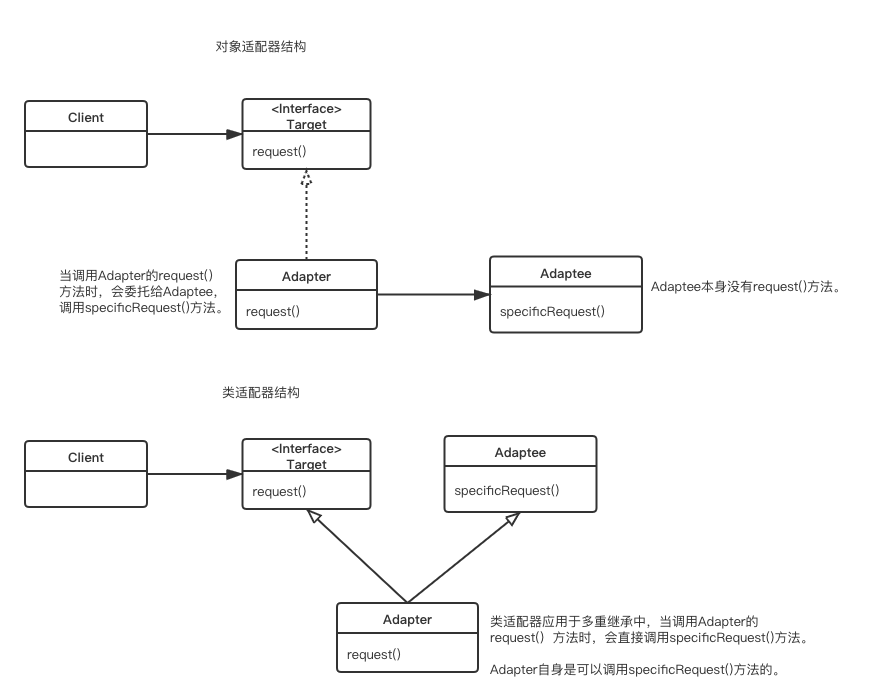 对象适配器结构
Client
<Interface>
Target
request()
当调用Adapter的request()
方法时，会委托给Adaptee，
调用specificRequest()方法。
Adapter
request()
Adaptee
specificRequest()
Adaptee本身没有request()方法。
类适配器结构
Client
<Interface>
Target
request()
Adaptee
specificRequest()
Adapter
request()
类适配器应用于多重继承中，当调用Adapter的
request() 方法时，会直接调用specificRequest()方法。
Adapter自身是可以调用specificRequest()方法的。